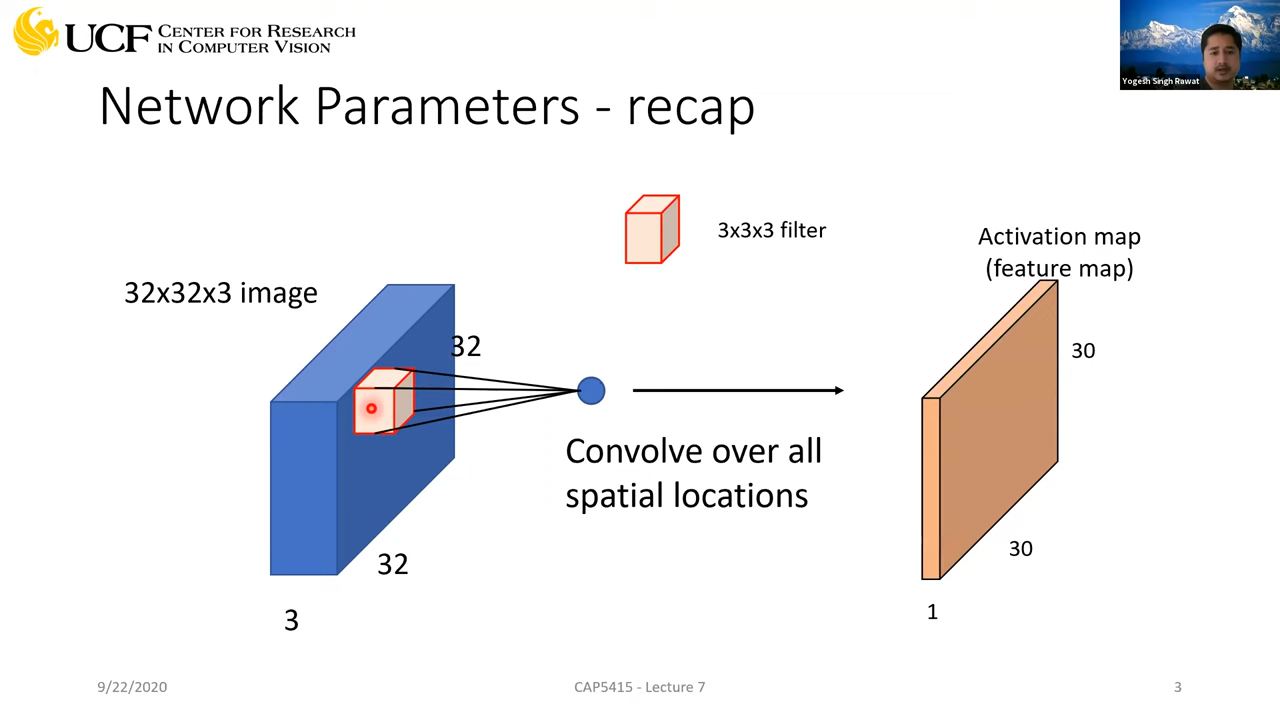 UCF CENTER FOR RESEARCH
IN COMPUTER VISION
Yogesh Singh Rawat
Network Parameters - recap
3x3x3 filter
Activation map
(feature map)
32x32x3 image
32
30
Convolve over all
spatial locations
32
30
3
1
9/22/2020
CAP5415 - Lecture 7
3